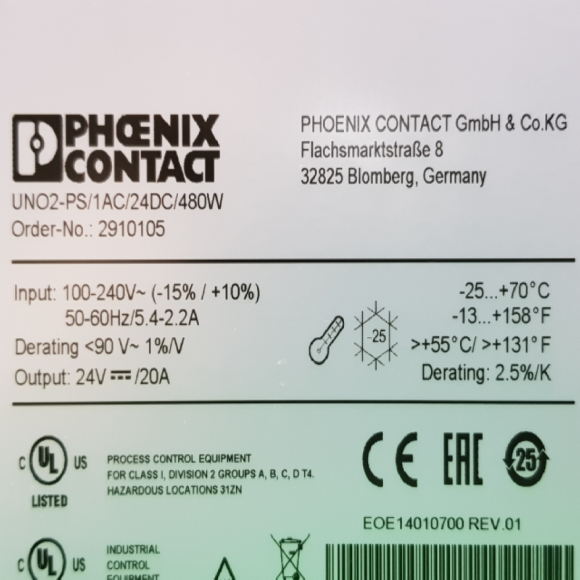 PHOENIX
CONTACT
UNO2-PS/1AC/24DC/480W
Order-No.: 2910105
PHOENIX CONTACT GmbH & Co.KG
Flachsmarktstraße 8
32825 Blomberg, Germany
Input: 100-240V~ (-15% / +10%)
50-60Hz/5.4-2.2A
Derating <90 V~ 1%/V
Output: 24V⎓/20A
-25
-25...+70°C
-13...+158°F
>+55°C/ >+131°F
Derating: 2.5%/K
C UL US
LISTED
PROCESS CONTROL EQUIPMENT
FOR CLASS I, DIVISION 2 GROUPS A, B, C, D T4.
HAZARDOUS LOCATIONS 31ZN
CE EAC 25
EOE14010700 REV.01
C UL US
INDUSTRIAL
CONTROL
EQUIPMENT